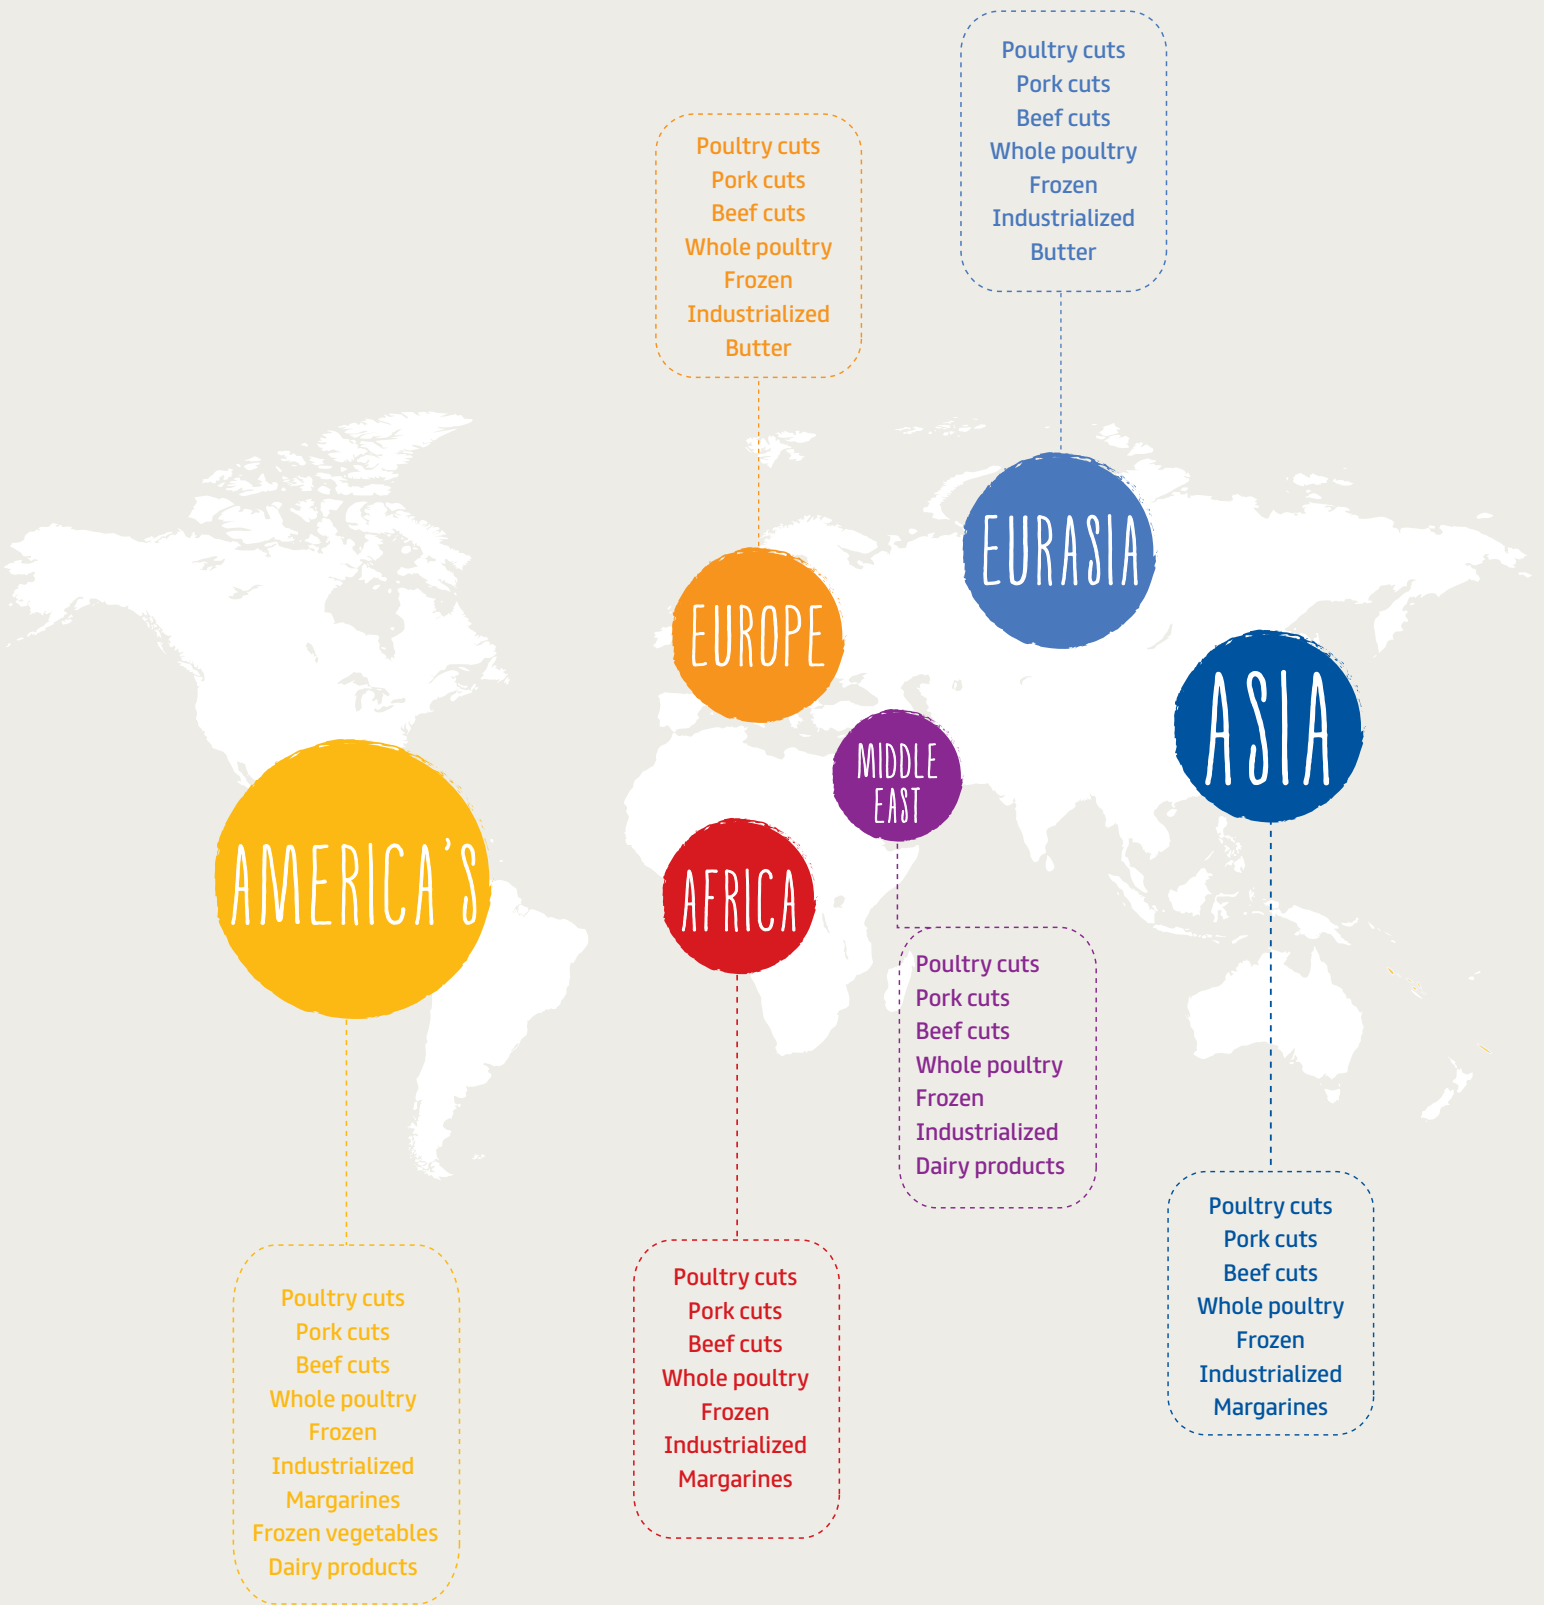 Poultry cuts
Pork cuts
Beef cuts
Whole poultry
Frozen
Industrialized
Butter
Poultry cuts
Pork cuts
Beef cuts
Whole poultry
Frozen
Industrialized
Butter
EURASIA
EUROPE
ASIA
MIDDLE
EAST
AMERICA'S
AFRICA
Poultry cuts
Pork cuts
Beef cuts
Whole poultry
Frozen
Industrialized
Dairy products
Poultry cuts
Pork cuts
Beef cuts
Whole poultry
Frozen
Industrialized
Margarines
Poultry cuts
Pork cuts
Beef cuts
Whole poultry
Frozen
Industrialized
Margarines
Poultry cuts
Pork cuts
Beef cuts
Whole poultry
Frozen
Industrialized
Margarines
Frozen vegetables
Dairy products